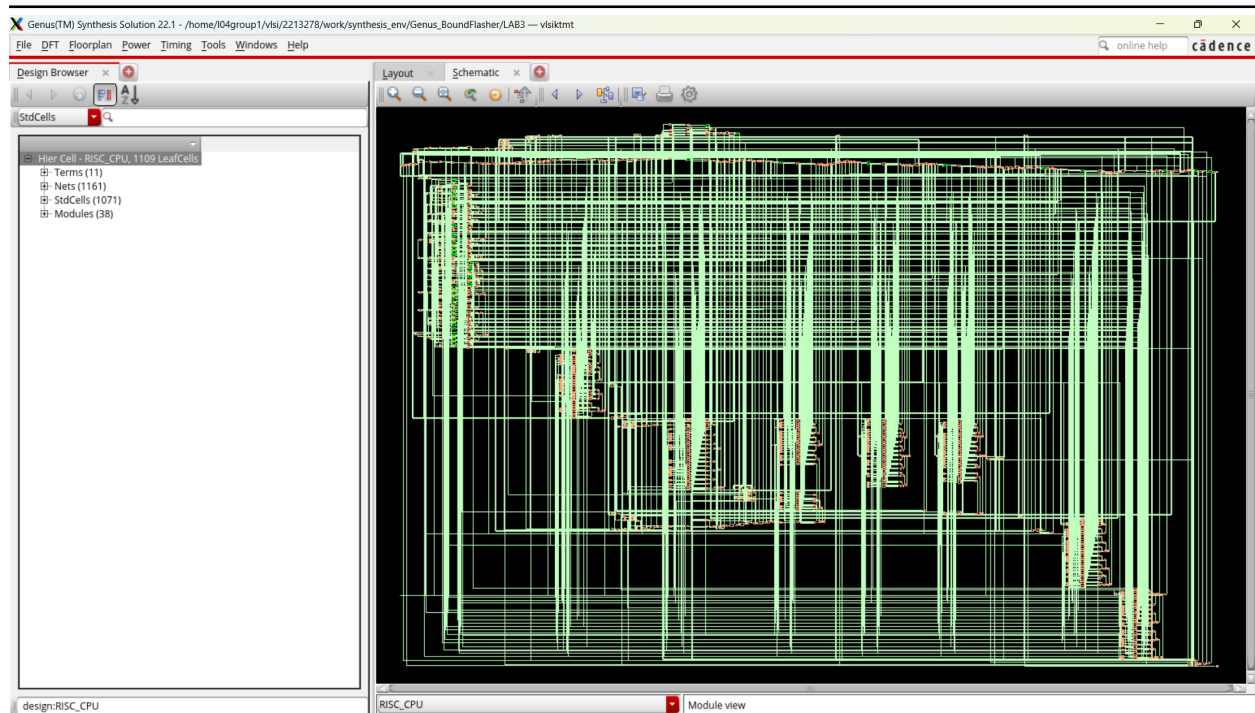 Genus(TM) Synthesis Solution 22.1 - /home/l04group1/vlsi/2213278/work/synthesis_env/Genus_BoundFlasher/LAB3 — vlsiktmt
File DFT Floorplan Power Timing Tools Windows Help
online help cādence
Design Browser
Layout Schematic
StdCells
Hier Cell - RISC_CPU, 1109 LeafCells
Terms (11)
Nets (1161)
StdCells (1071)
Modules (38)
design:RISC_CPU
RISC_CPU
Module view